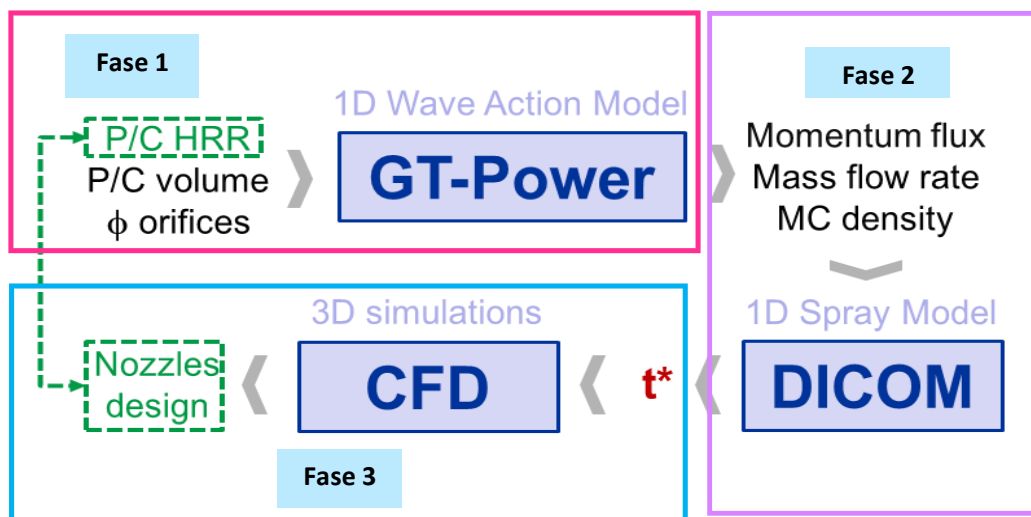 Fase 1
1D Wave Action Model
P/C HRR
P/C volume
ϕ orifices
GT-Power
Fase 2
Momentum flux
Mass flow rate
MC density
1D Spray Model
DICOM
t*
3D simulations
CFD
Nozzles
design
Fase 3